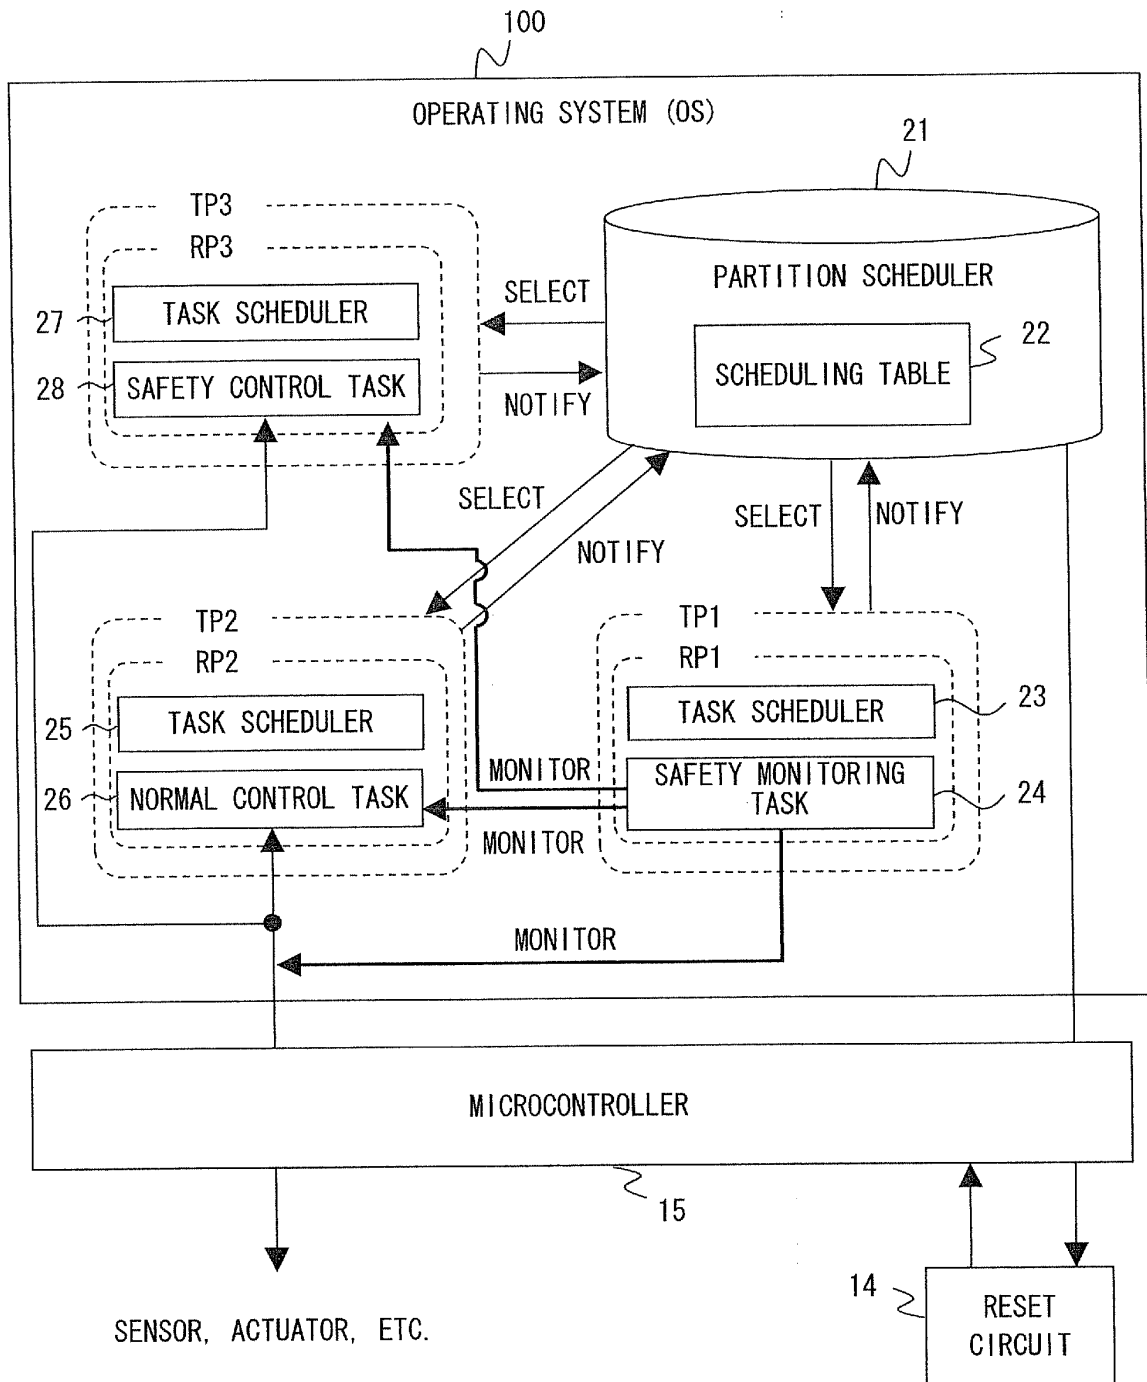 100
OPERATING SYSTEM (OS)
21
TP3
RP3
27
TASK SCHEDULER
28
SAFETY CONTROL TASK
SELECT
NOTIFY
PARTITION SCHEDULER
22
SCHEDULING TABLE
SELECT
NOTIFY
SELECT
NOTIFY
TP2
RP2
25
TASK SCHEDULER
26
NORMAL CONTROL TASK
TP1
RP1
TASK SCHEDULER
23
SAFETY MONITORING
TASK
24
MONITOR
MONITOR
MONITOR
MICROCONTROLLER
15
14
RESET
CIRCUIT
SENSOR, ACTUATOR, ETC.